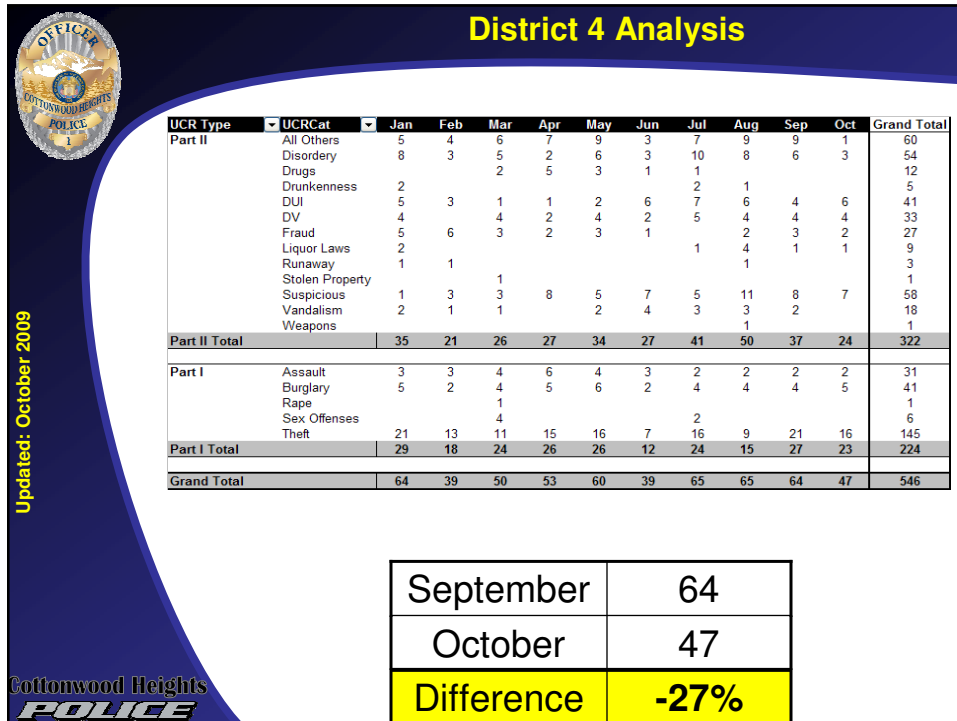 District 4 Analysis
OFFICER
COTTONWOOD HEIGHTS
POLICE
1
UCR Type UCRCat Jan Feb Mar Apr May Jun Jul Aug Sep Oct Grand Total
Part II All Others 5 4 6 7 9 3 7 9 9 1 60
Disordery 8 3 5 2 6 3 10 8 6 3 54
Drugs 2 5 3 1 1 12
Drunkenness 2 2 1 5
DUI 5 3 1 1 2 6 7 6 4 6 41
DV 4 4 2 4 2 5 4 4 4 33
Fraud 5 6 3 2 3 1 2 3 2 27
Liquor Laws 2 1 4 1 1 9
Runaway 1 1 1 3
Stolen Property 1 1
Suspicious 1 3 3 8 5 7 5 11 8 7 58
Vandalism 2 1 1 2 4 3 3 2 18
Weapons 1 1
Part II Total 35 21 26 27 34 27 41 50 37 24 322
Part I Assault 3 3 4 6 4 3 2 2 2 2 31
Burglary 5 2 4 5 6 2 4 4 4 5 41
Rape 1 1
Sex Offenses 4 2 6
Theft 21 13 11 15 16 7 16 9 21 16 145
Part I Total 29 18 24 26 26 12 24 15 27 23 224
Grand Total 64 39 50 53 60 39 65 65 64 47 546
Updated: October 2009
September 64
October 47
Difference -27%
Cottonwood Heights
POLICE